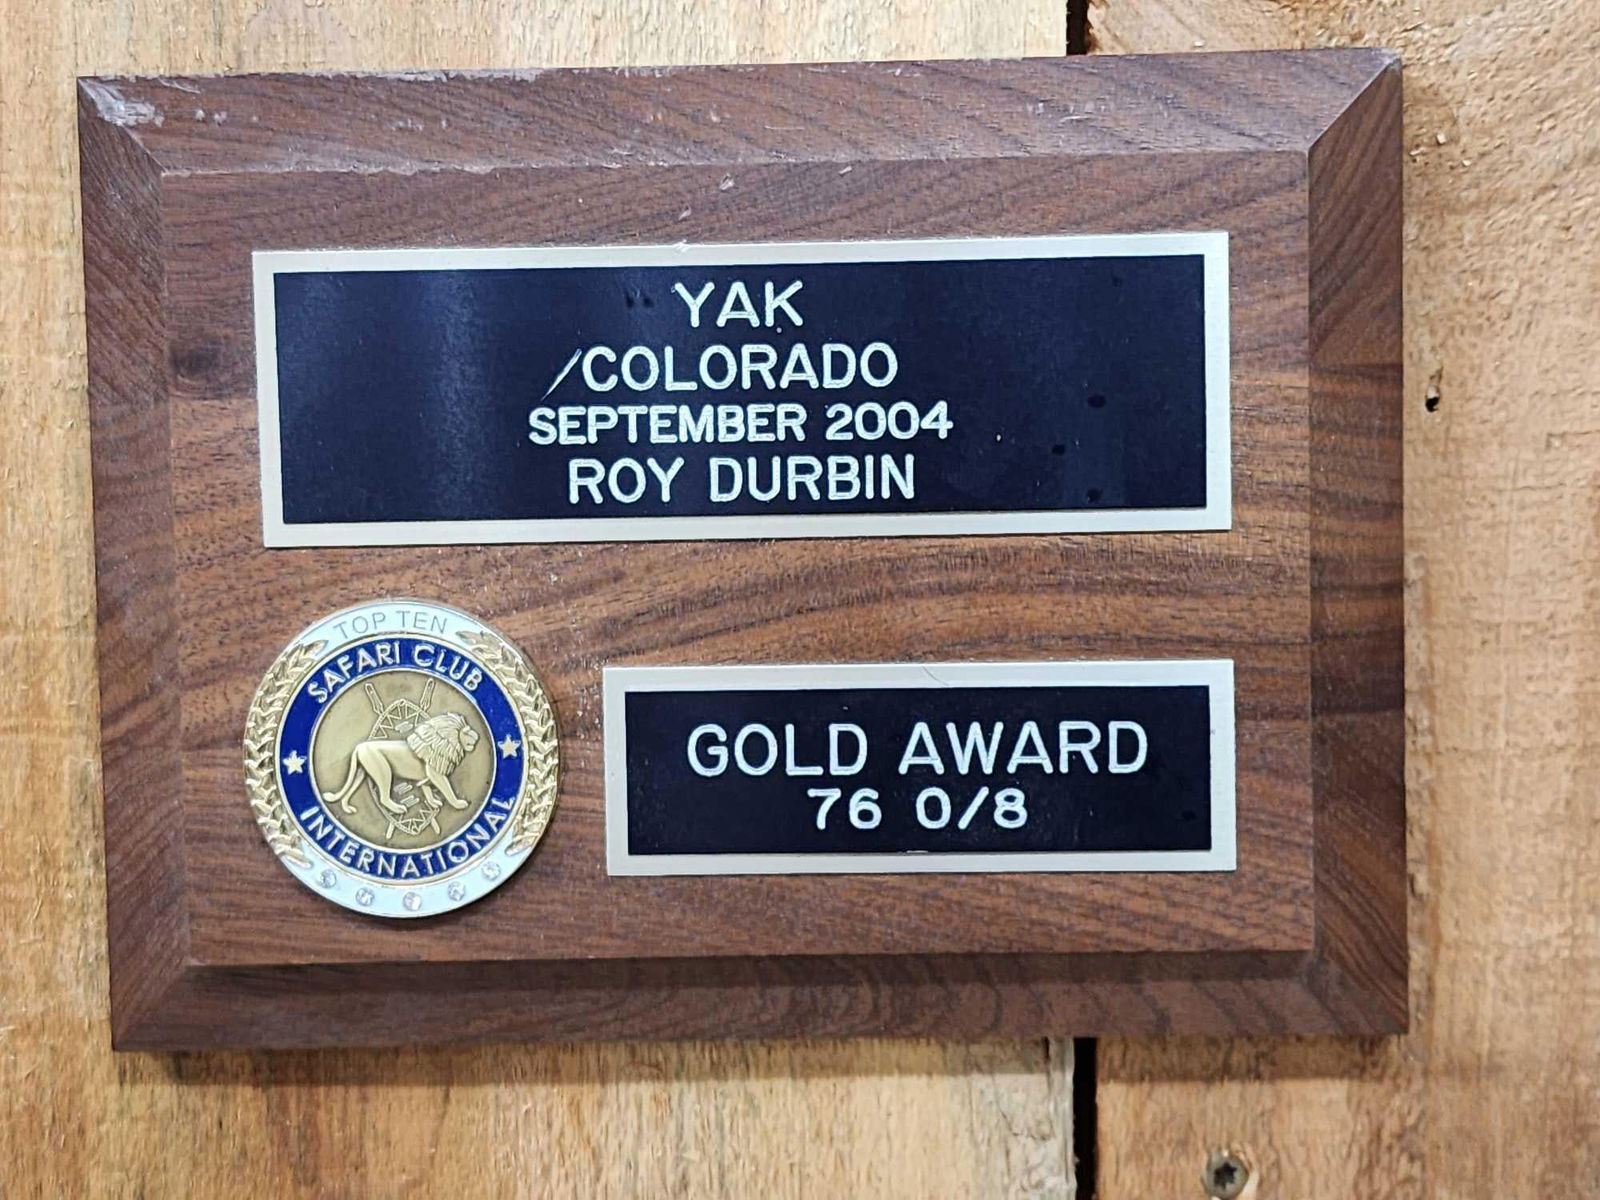 YAK
COLORADO
SEPTEMBER 2004
ROY DURBIN
TOP TEN
SAFARI CLUB
INTERNATIONAL
GOLD AWARD
76 0/8